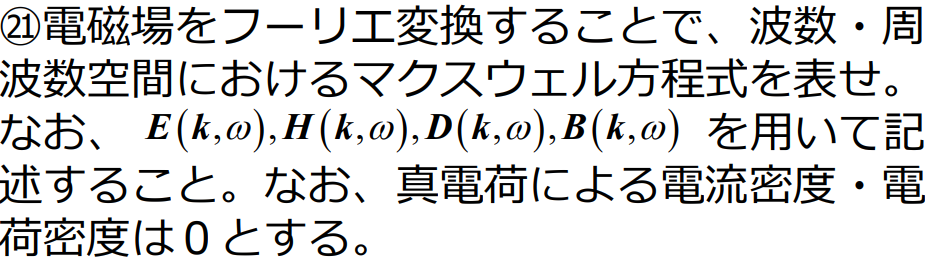 ㉑電磁場をフーリエ変換することで、波数・周
波数空間におけるマクスウェル方程式を表せ。
なお、 E(k,ω),H(k,ω),D(k,ω),B(k,ω) を用いて記
述すること。なお、真電荷による電流密度・電
荷密度は0とする。